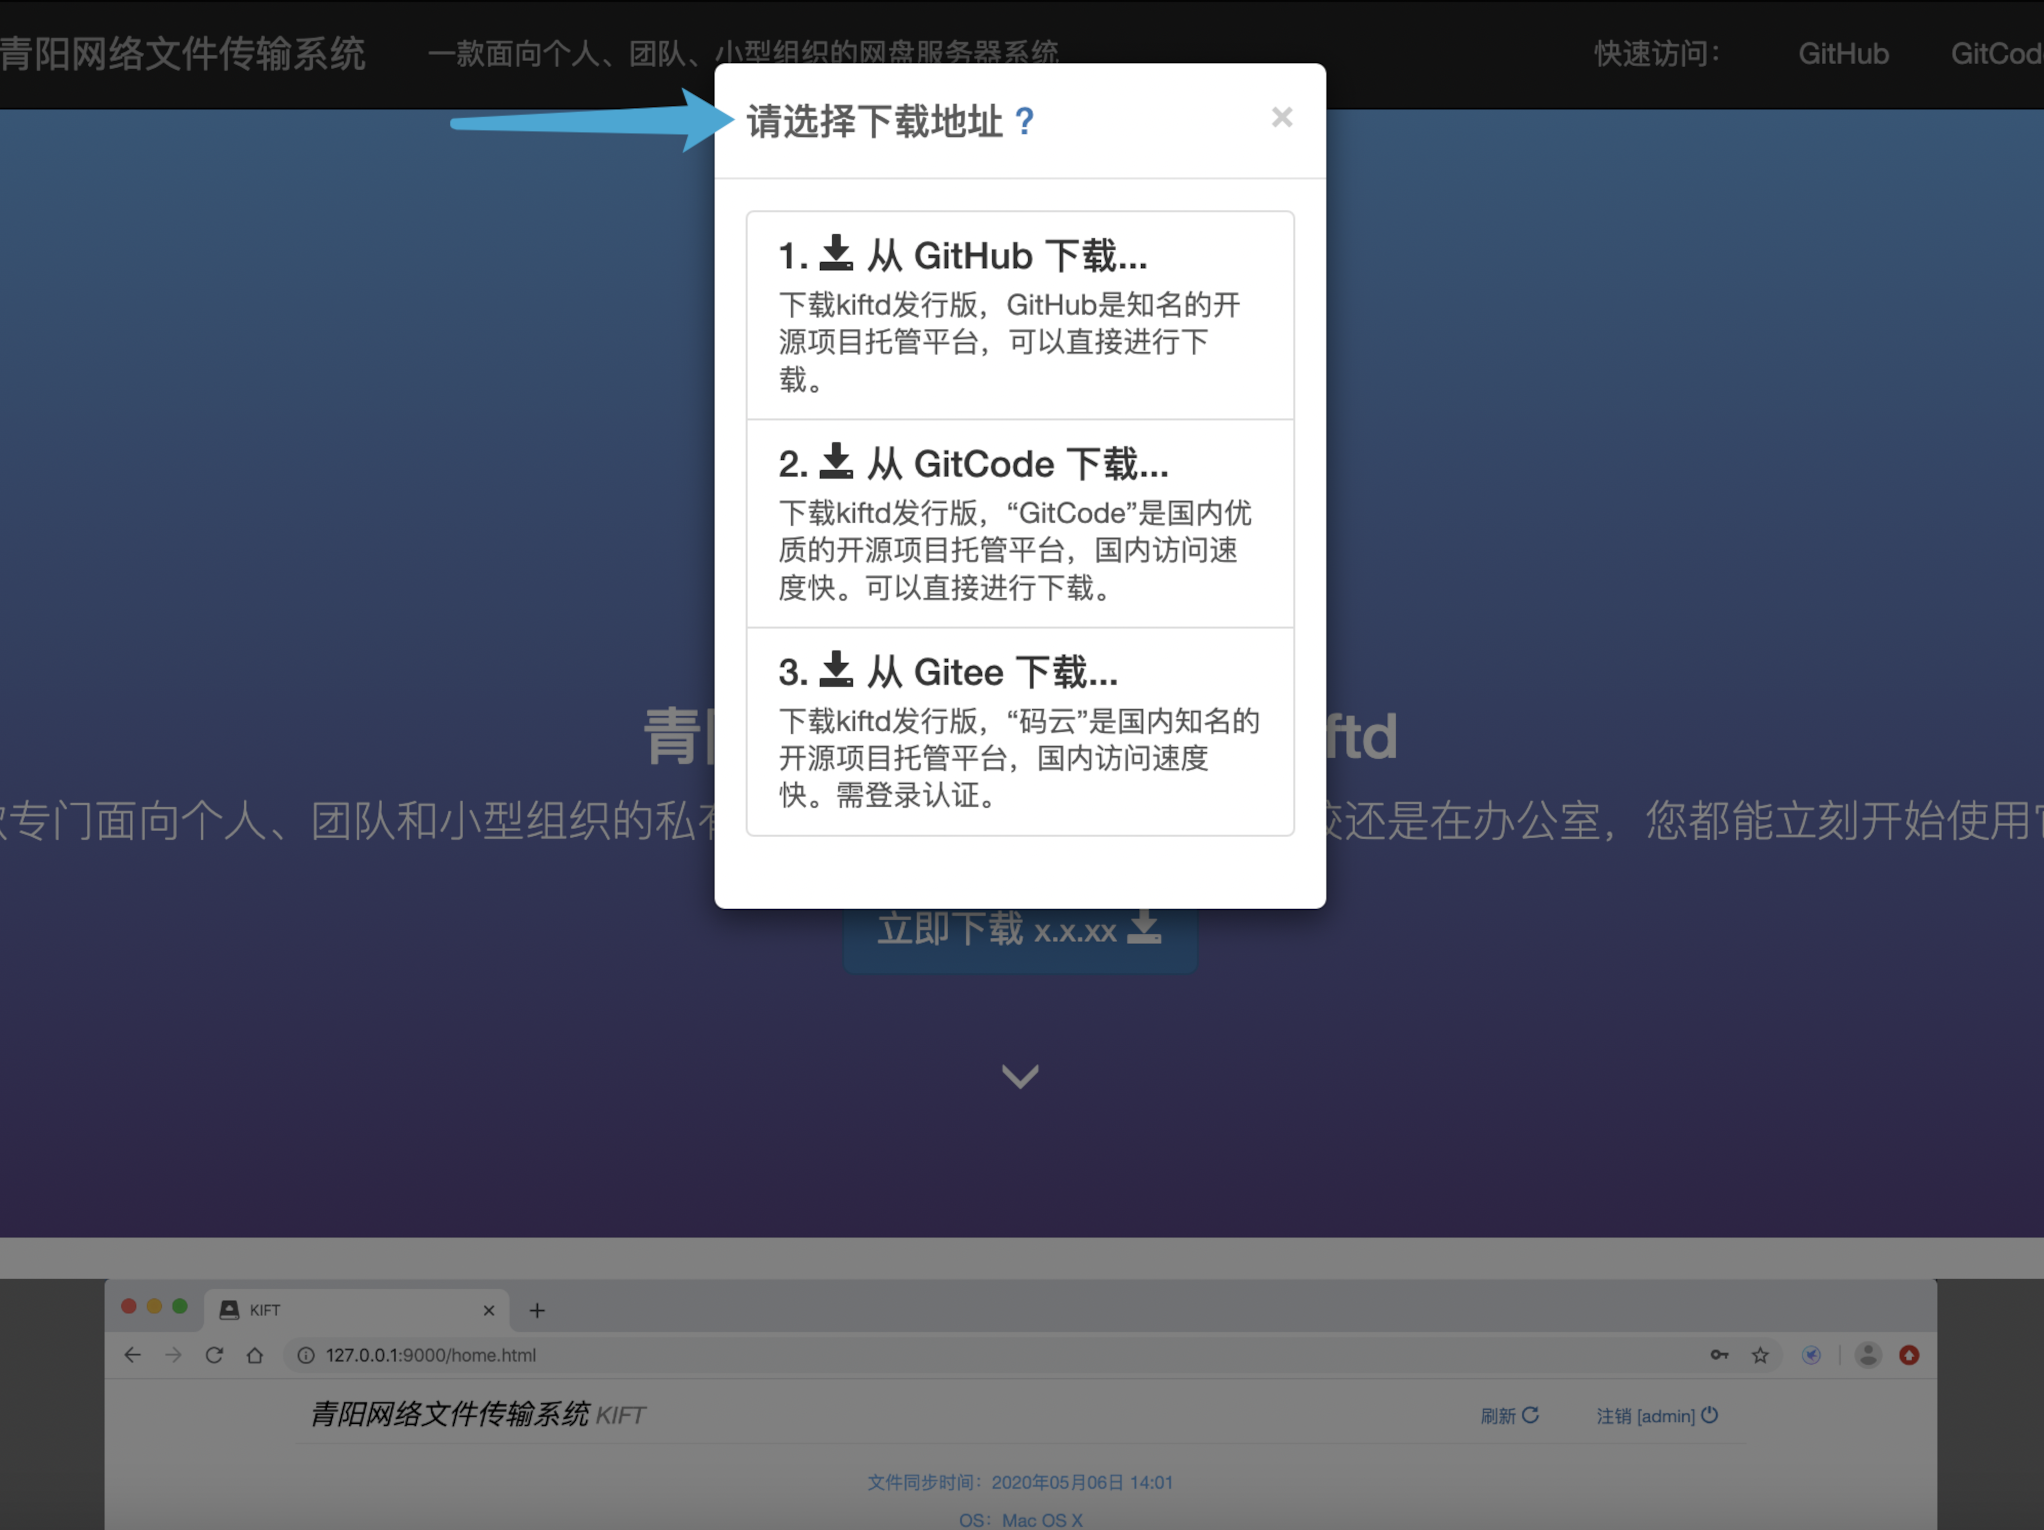 青阳网络文件传输系统 一款面向个人、团队、小型组织的网盘服务器系统 快速访问： GitHub GitCod
请选择下载地址 ?
×
1. 从 GitHub 下载...
下载kiftd发行版，GitHub是知名的开
源项目托管平台，可以直接进行下
载。
2. 从 GitCode 下载...
下载kiftd发行版，“GitCode”是国内优
质的开源项目托管平台，国内访问速
度快。可以直接进行下载。
3. 从 Gitee 下载...
下载kiftd发行版，“码云”是国内知名的
开源项目托管平台，国内访问速度
快。需登录认证。
青 ftd
专门面向个人、团队和小型组织的私 还是在办公室，您都能立刻开始使用
立即下载 x.x.xx
KIFT
127.0.0.1:9000/home.html
青阳网络文件传输系统 KIFT 刷新 注销 [admin]
文件同步时间：2020年05月06日 14:01
OS：Mac OS X